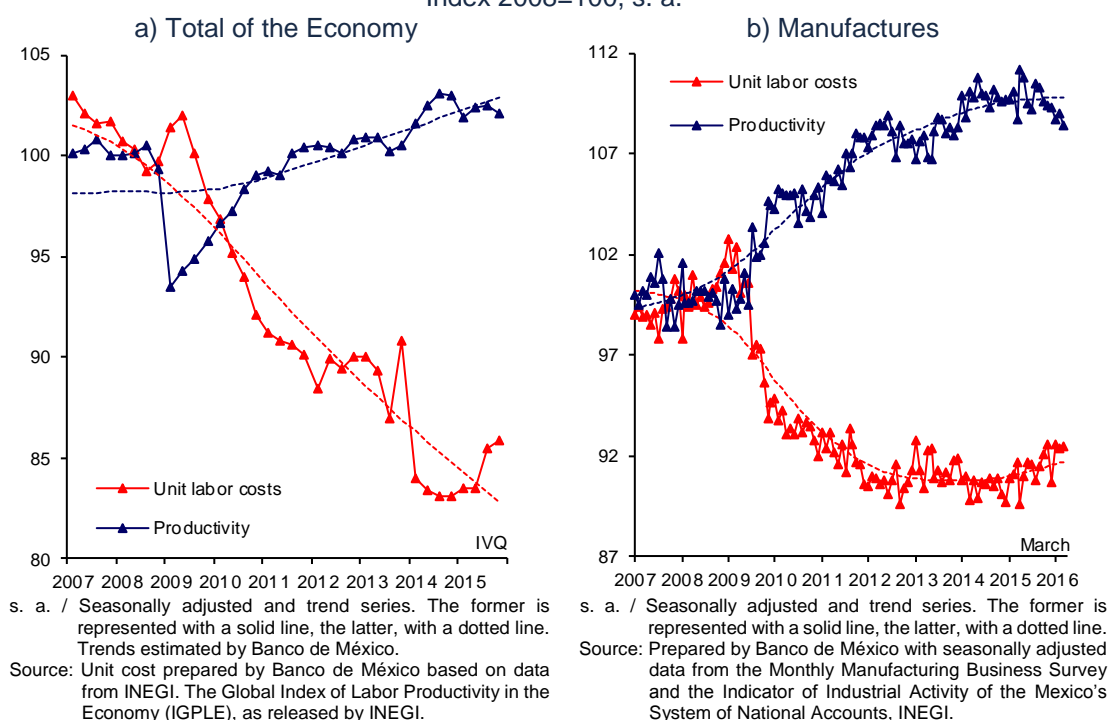 Index 2008=100, s. a.
a) Total of the Economy
105
100
95
90
85
80
Unit labor costs
Productivity
IVQ
2007 2008 2009 2010 2011 2012 2013 2014 2015
s. a. / Seasonally adjusted and trend series. The former is
represented with a solid line, the latter, with a dotted line.
Trends estimated by Banco de México.
Source: Unit cost prepared by Banco de México based on data
from INEGI. The Global Index of Labor Productivity in the
Economy (IGPLE), as released by INEGI.
b) Manufactures
112
107
102
97
92
87
Unit labor costs
Productivity
March
2007 2008 2009 2010 2011 2012 2013 2014 2015 2016
s. a. / Seasonally adjusted and trend series. The former is
represented with a solid line, the latter, with a dotted line.
Source: Prepared by Banco de México with seasonally adjusted
data from the Monthly Manufacturing Business Survey
and the Indicator of Industrial Activity of the Mexico's
System of National Accounts, INEGI.